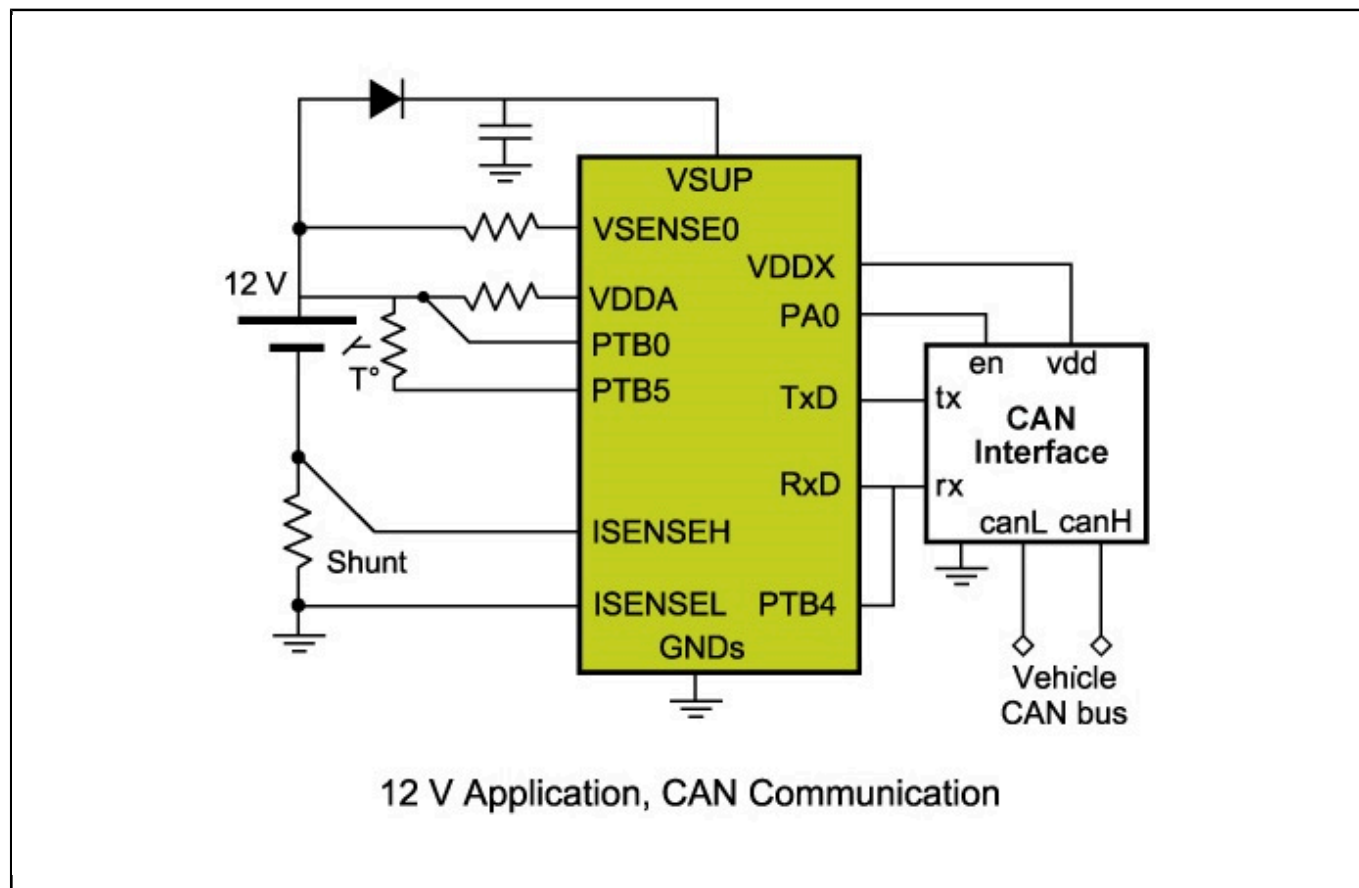 VSUP
VSENSE0
VDDX
12 V
VDDA
PA0
PTB0
en vdd
T°
PTB5
TxD
tx
CAN
Interface
RxD
rx
canL canH
ISENSEH
Shunt
ISENSEL
PTB4
GNDs
Vehicle
CAN bus
12 V Application, CAN Communication